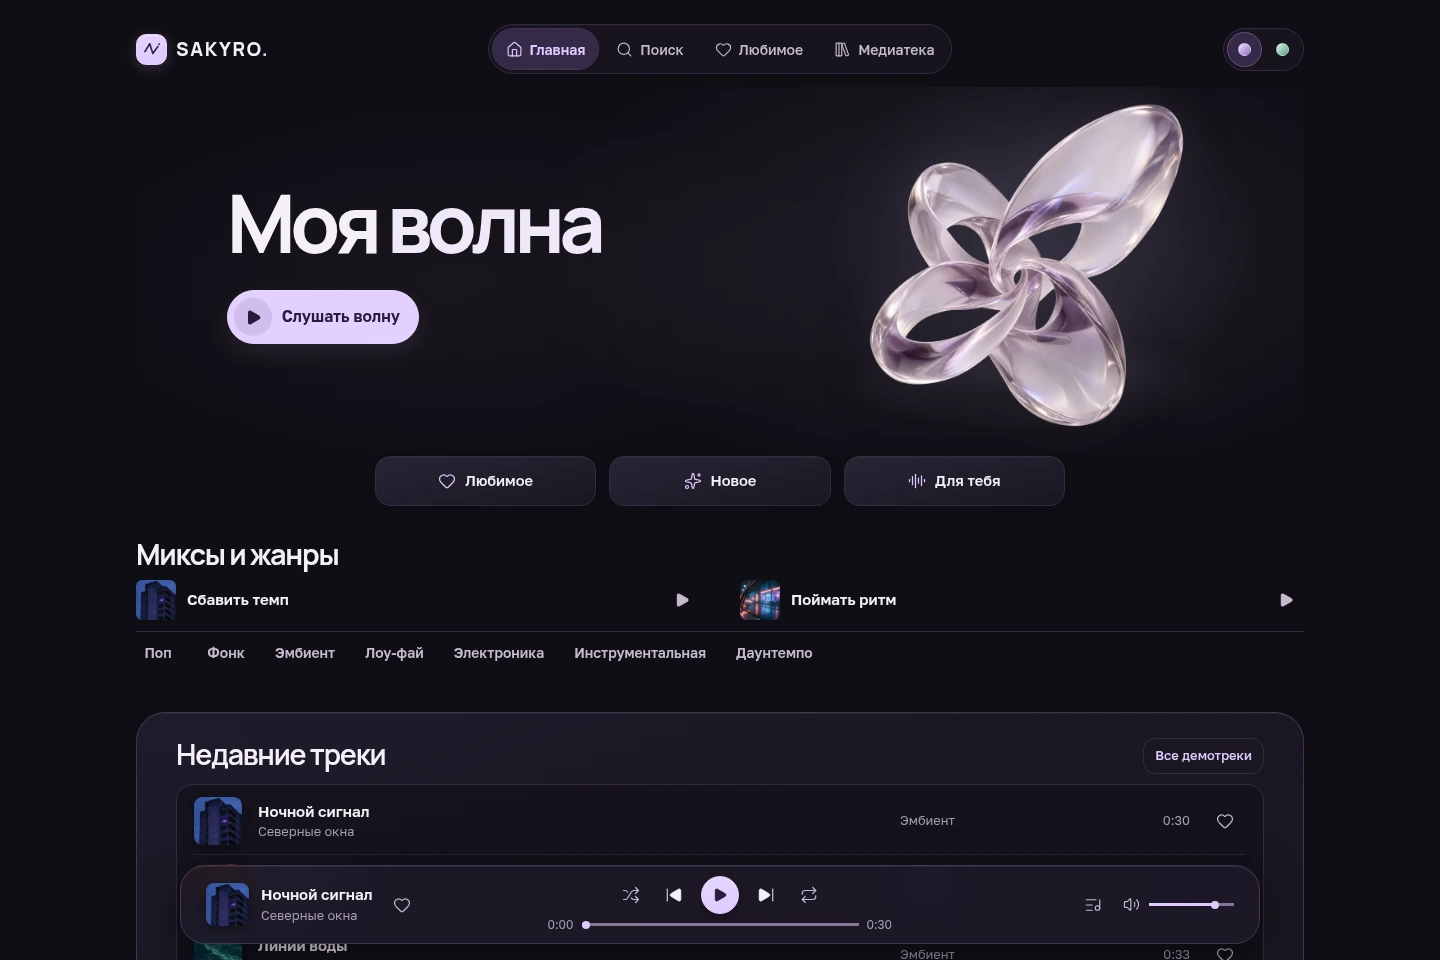 SAKYRO.
Главная
Поиск
Любимое
Медиатека
Моя волна
Слушать волну
Любимое
Новое
Для тебя
Миксы и жанры
Сбавить темп
Поймать ритм
Поп
Фонк
Эмбиент
Лоу-фай
Электроника
Инструментальная
Даунтемпо
Недавние треки
Все демотреки
Ночной сигнал
Северные окна
Эмбиент
0:30
Ночной сигнал
Северные окна
0:00
0:30
Линии воды
Эмбиент
0:33